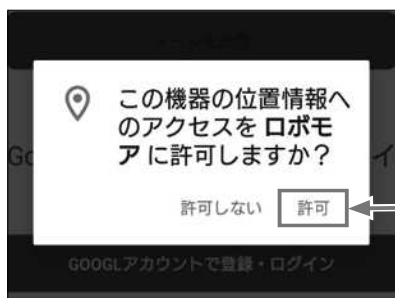 この機器の位置情報へ
のアクセスを ロポモ
ア に許可しますか？
許可しない 許可
GOOGLアカウントで登録・ログイン